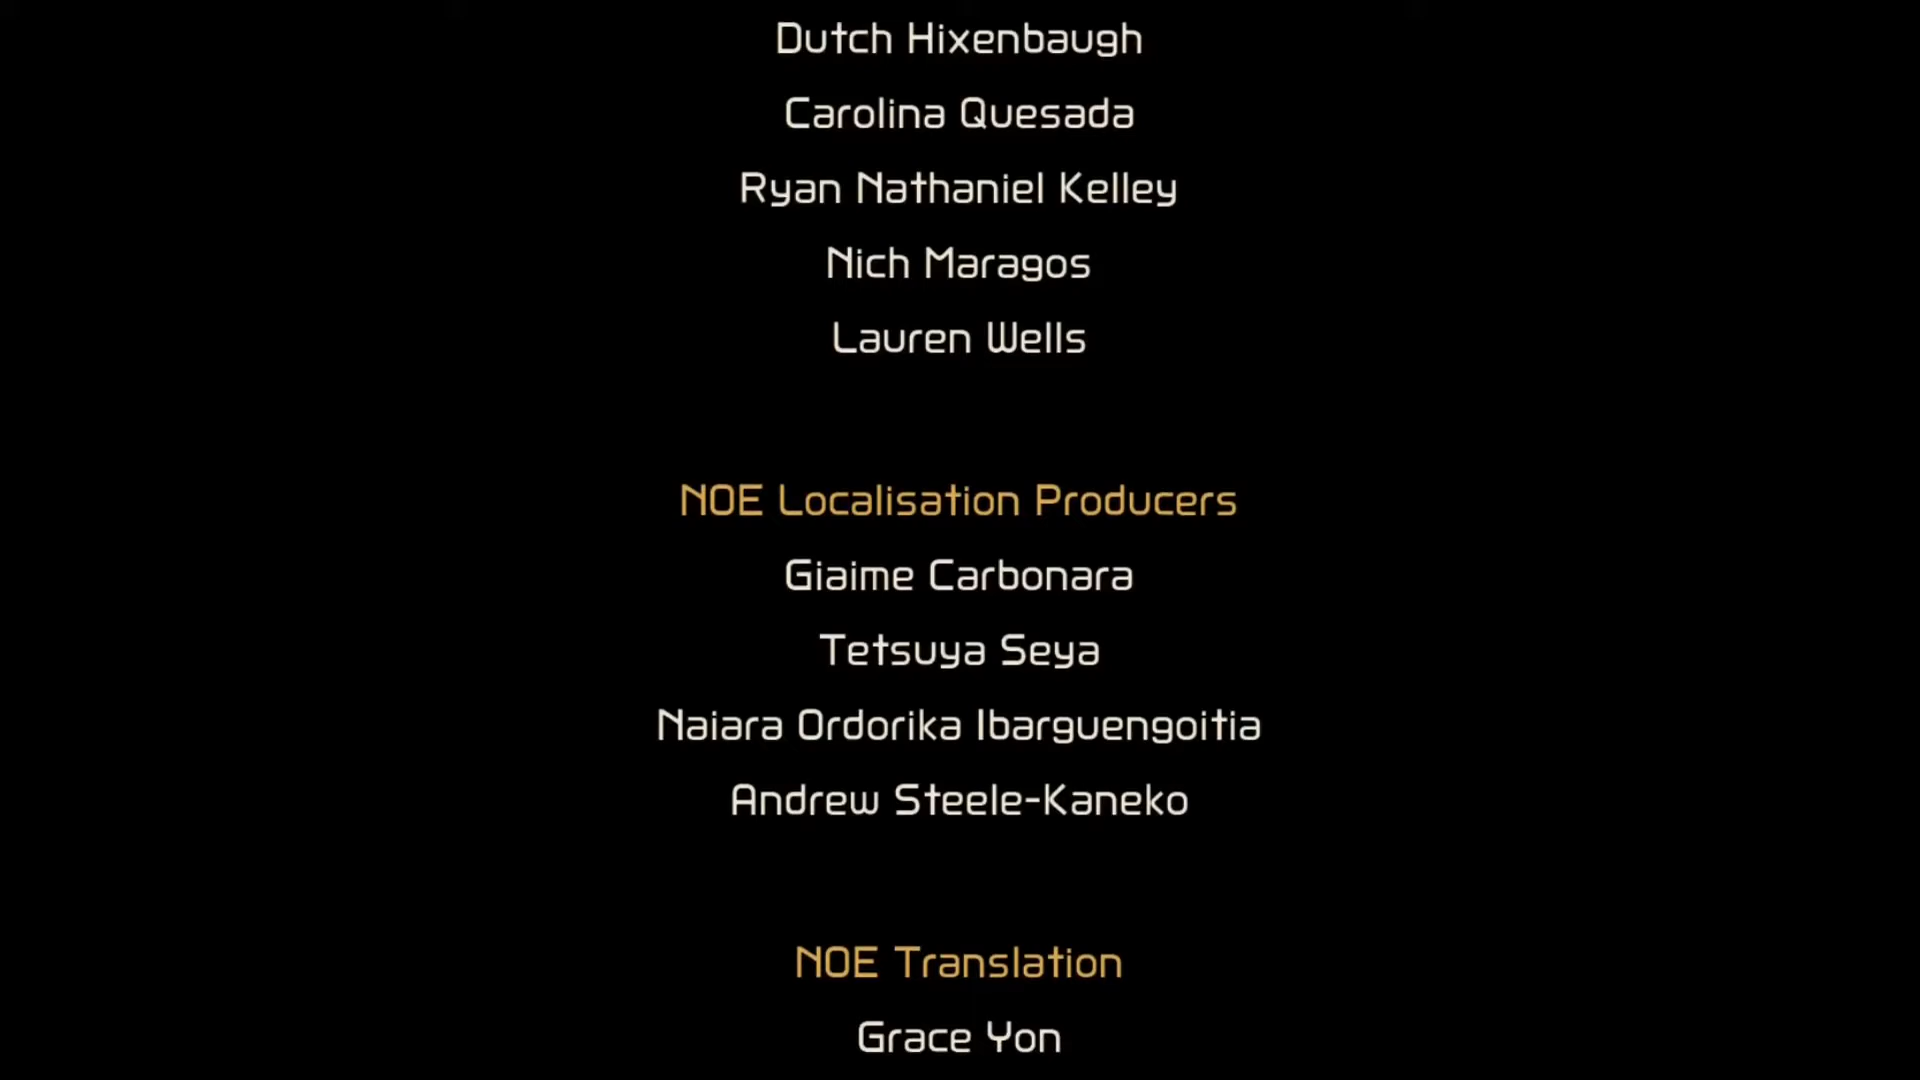 Dutch Hixenbaugh
Carolina Quesada
Ryan Nathaniel Kelley
Nich Maragos
Lauren Wells
NOE Localisation Producers
Giaime Carbonara
Tetsuya Seya
Naiara Ordorika Ibarguengoitia
Andrew Steele-Kaneko
NOE Translation
Grace Yon